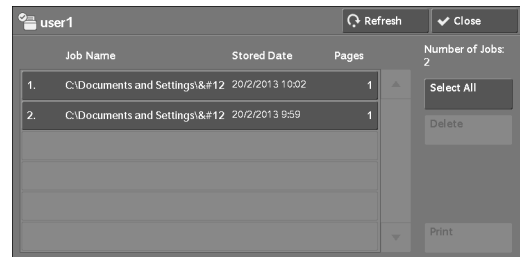 user1
Refresh
Close
Job Name Stored Date Pages
Number of Jobs:
2
1. C:\Documents and Settings\&#12 20/2/2013 10:02 1
2. C:\Documents and Settings\&#12 20/2/2013 9:59 1
Select All
Delete
Print